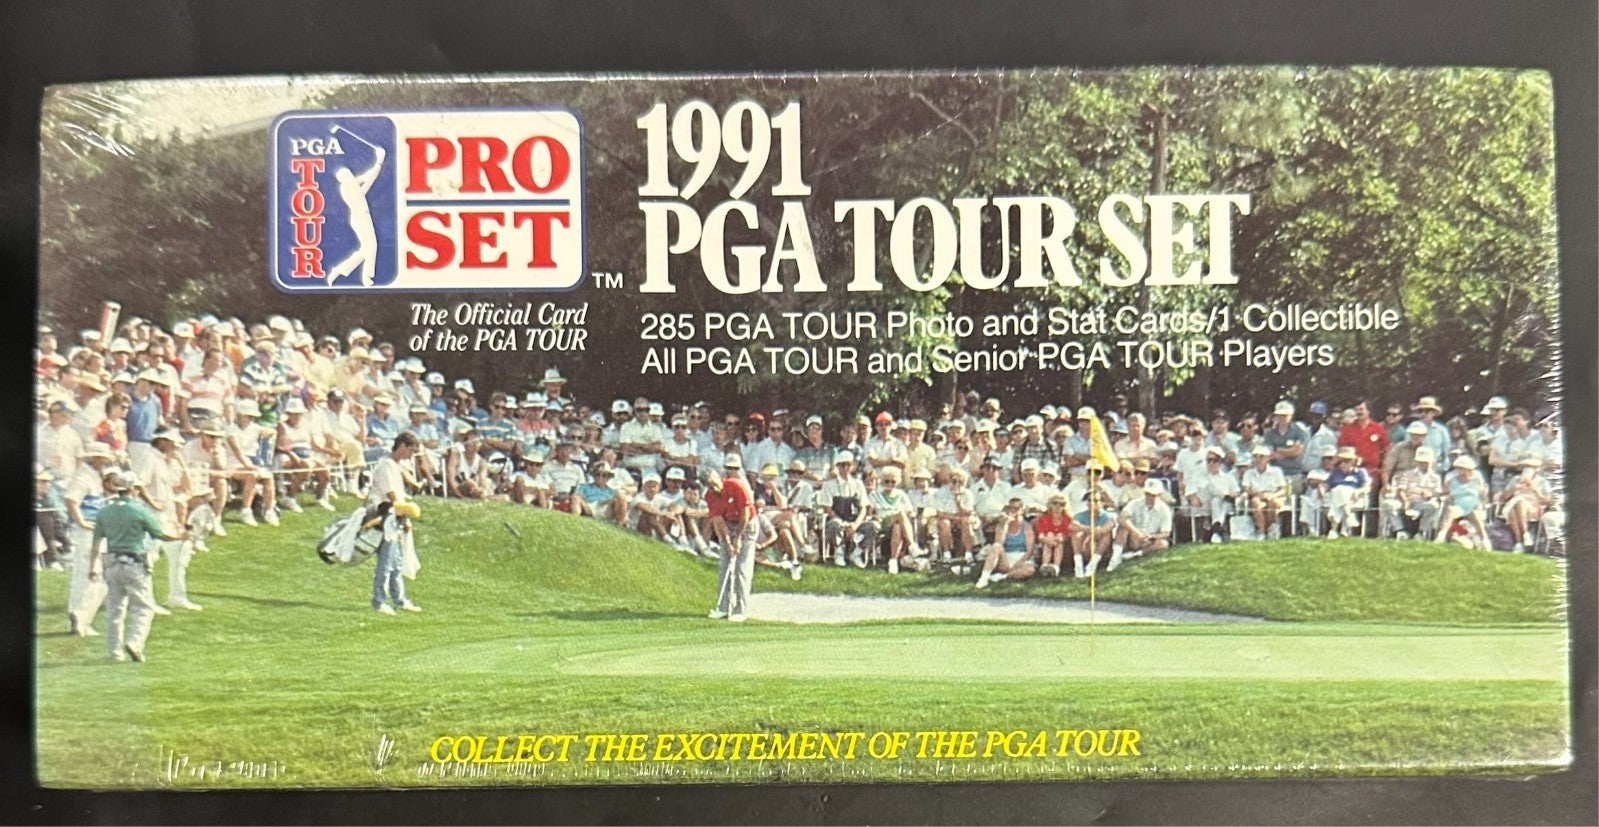 PGA
TOUR
PRO
SET
TM
The Official Card
of the PGA TOUR
1991
PGA TOUR SET
285 PGA TOUR Photo and Stat Cards/1 Collectible
All PGA TOUR and Senior PGA TOUR Players
COLLECT THE EXCITEMENT OF THE PGA TOUR